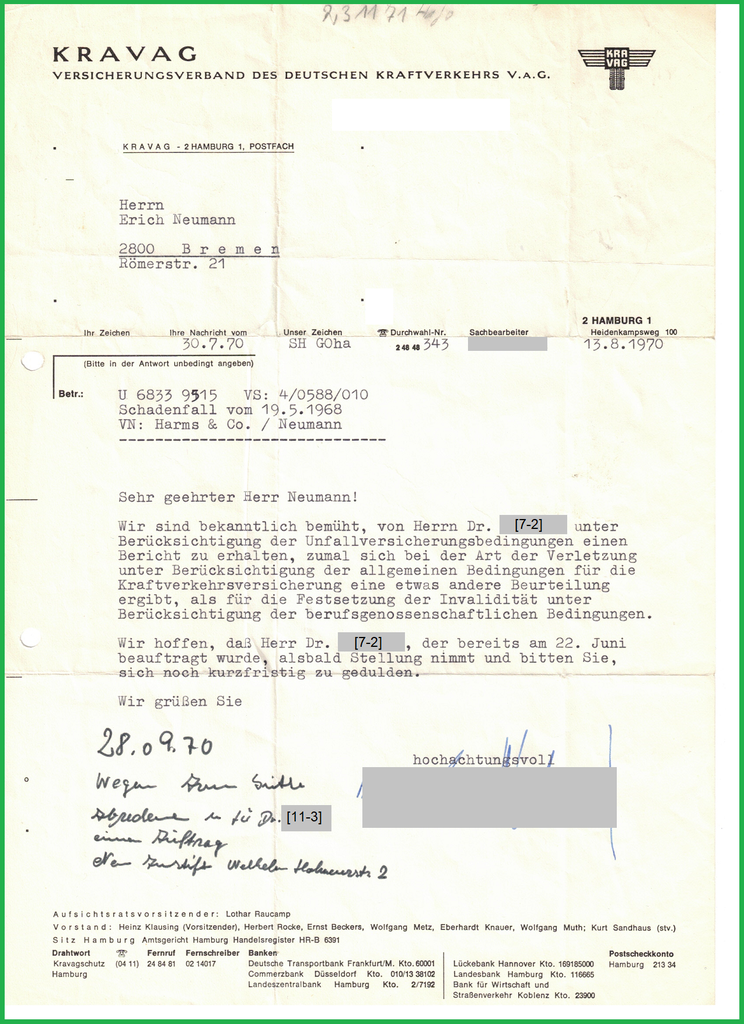 KRAVAG
VERSICHERUNGSVERBAND DES DEUTSCHEN KRAFTVERKEHRS V.A.G.
KRA
VAG
KRAVAG - 2 HAMBURG 1, POSTFACH
Herrn
Erich Neumann
2800 Bremen
Römerstr. 21
2 HAMBURG 1
Ihr Zeichen Ihre Nachricht vom Unser Zeichen ☎ Durchwahl-Nr. Sachbearbeiter Heidenkampsweg 100
30.7.70 SH GOha 24848 343 13.8.1970
(Bitte in der Antwort unbedingt angeben)
Betr.: U 6833 9515 VS: 4/0588/010
Schadenfall vom 19.5.1968
VN: Harms & Co. / Neumann
Sehr geehrter Herr Neumann!
Wir sind bekanntlich bemüht, von Herrn Dr. [7-2] unter
Berücksichtigung der Unfallversicherungsbedingungen einen
Bericht zu erhalten, zumal sich bei der Art der Verletzung
unter Berücksichtigung der allgemeinen Bedingungen für die
Kraftverkehrsversicherung eine etwas andere Beurteilung
ergibt, als für die Festsetzung der Invalidität unter
Berücksichtigung der berufsgenossenschaftlichen Bedingungen.
Wir hoffen, daß Herr Dr. [7-2], der bereits am 22. Juni
beauftragt wurde, alsbald Stellung nimmt und bitten Sie,
sich noch kurzfristig zu gedulden.
Wir grüßen Sie
hochachtungsvoll
28.09.70
Wegen
Dr. [11-3]
einen Auftrag
2
Aufsichtsratsvorsitzender: Lothar Raucamp
Vorstand: Heinz Klausing (Vorsitzender), Herbert Rocke, Ernst Beckers, Wolfgang Metz, Eberhardt Knauer, Wolfgang Muth; Kurt Sandhaus (stv.)
Sitz Hamburg Amtsgericht Hamburg Handelsregister HR-B 6391
Drahtwort ☎ Fernruf Fernschreiber Banken Postscheckkonto
Kravagschutz (04 11) 24 84 81 02 14017 Deutsche Transportbank Frankfurt/M. Kto. 60001 Lückebank Hannover Kto. 169185000 Hamburg 213 34
Hamburg Commerzbank Düsseldorf Kto. 010/13 38102 Landesbank Hamburg Kto. 116665
Landeszentralbank Hamburg Kto. 2/7192 Bank für Wirtschaft und
Straßenverkehr Koblenz Kto. 23900